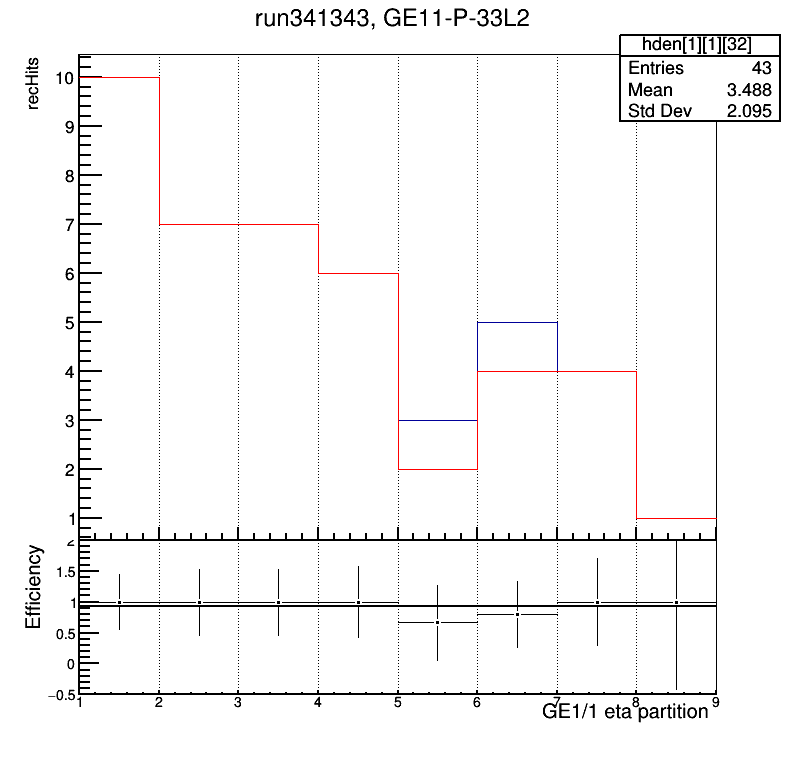 run341343, GE11-P-33L2
hden[1][1][32]
Entries 43
Mean 3.488
Std Dev 2.095
recHits
10
9
8
7
6
5
4
3
2
1
Efficiency
2
1.5
1
0.5
0
−0.5
1 2 3 4 5 6 7 8 9
GE1/1 eta partition